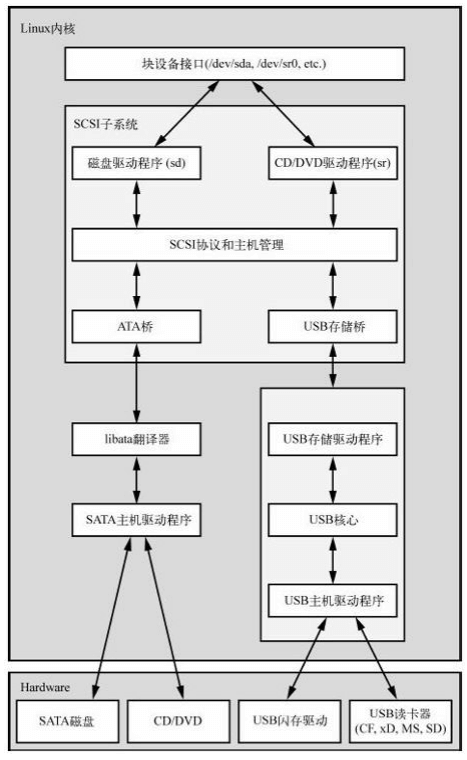 Linux内核
块设备接口(/dev/sda, /dev/sr0, etc.)
SCSI子系统
磁盘驱动程序 (sd)
CD/DVD驱动程序(sr)
SCSI协议和主机管理
ATA桥
USB存储桥
libata翻译器
USB存储驱动程序
SATA主机驱动程序
USB核心
USB主机驱动程序
Hardware
SATA磁盘
CD/DVD
USB闪存驱动
USB读卡器
(CF, xD, MS, SD)